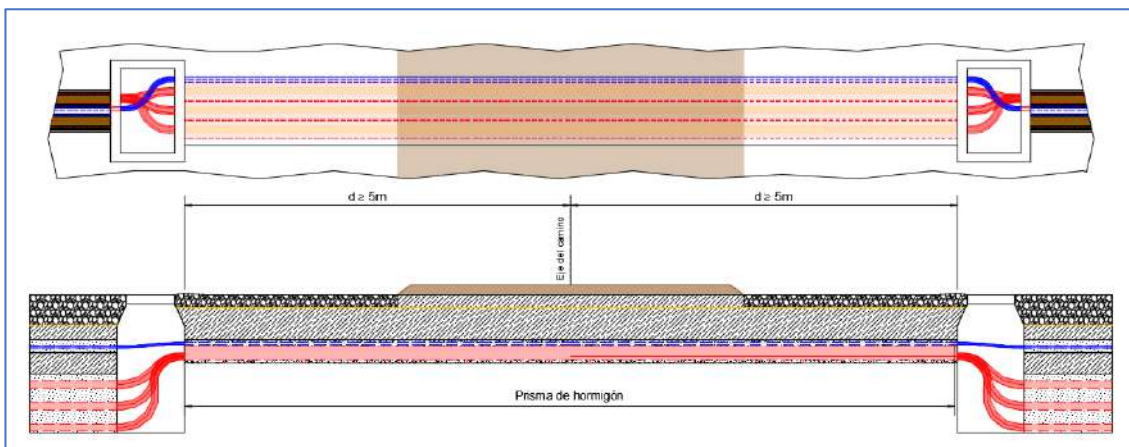 d ≥ 5m
d ≥ 5m
Eje del camino
Prisma de hormigón